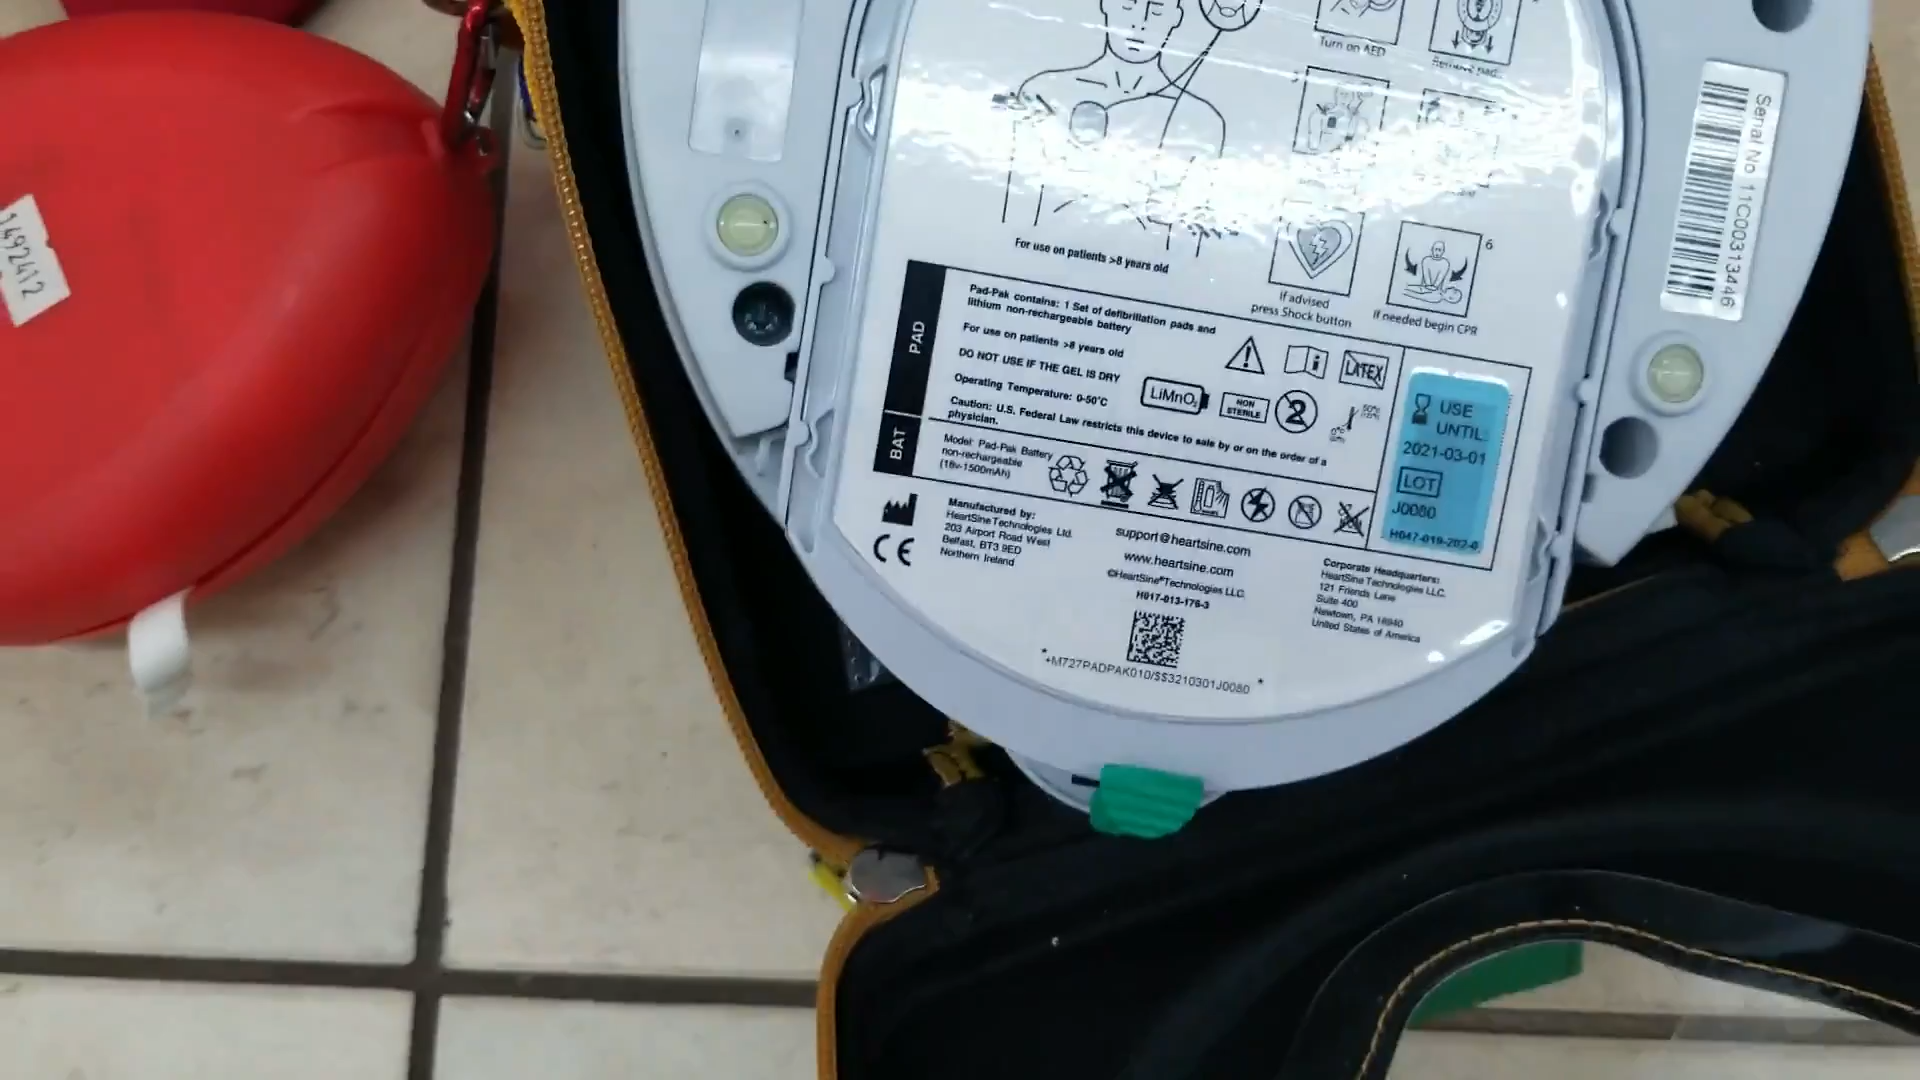 Turn on AED
For use on patients >8 years old
If advised
press Shock button
6
If needed begin CPR
Serial No 11C000313446
PAD
Pad-Pak contains: 1 Set of defibrillation pads and
lithium non-rechargeable battery
For use on patients >8 years old
DO NOT USE IF THE GEL IS DRY
Operating Temperature: 0-50°C
Caution: U.S. Federal Law restricts this device to sale by or on the order of a
physician.
LATEX
LiMnO2
NON
STERILE
2
BAT
Model: Pad-Pak Battery
non-rechargeable
(18v-1500mAh)
USE
UNTIL:
2021-03-01
LOT
J0080
H047-019-202-0
CE
Manufactured by:
HeartSine Technologies Ltd.
203 Airport Road West
Belfast, BT3 9ED
Northern Ireland
support@heartsine.com
www.heartsine.com
©HeartSine® Technologies LLC.
H017-013-176-3
Corporate Headquarters:
HeartSine Technologies LLC.
121 Friends Lane
Suite 400
Newtown, PA 18940
United States of America
*+M727PADPAK010/$$3210301J0080*